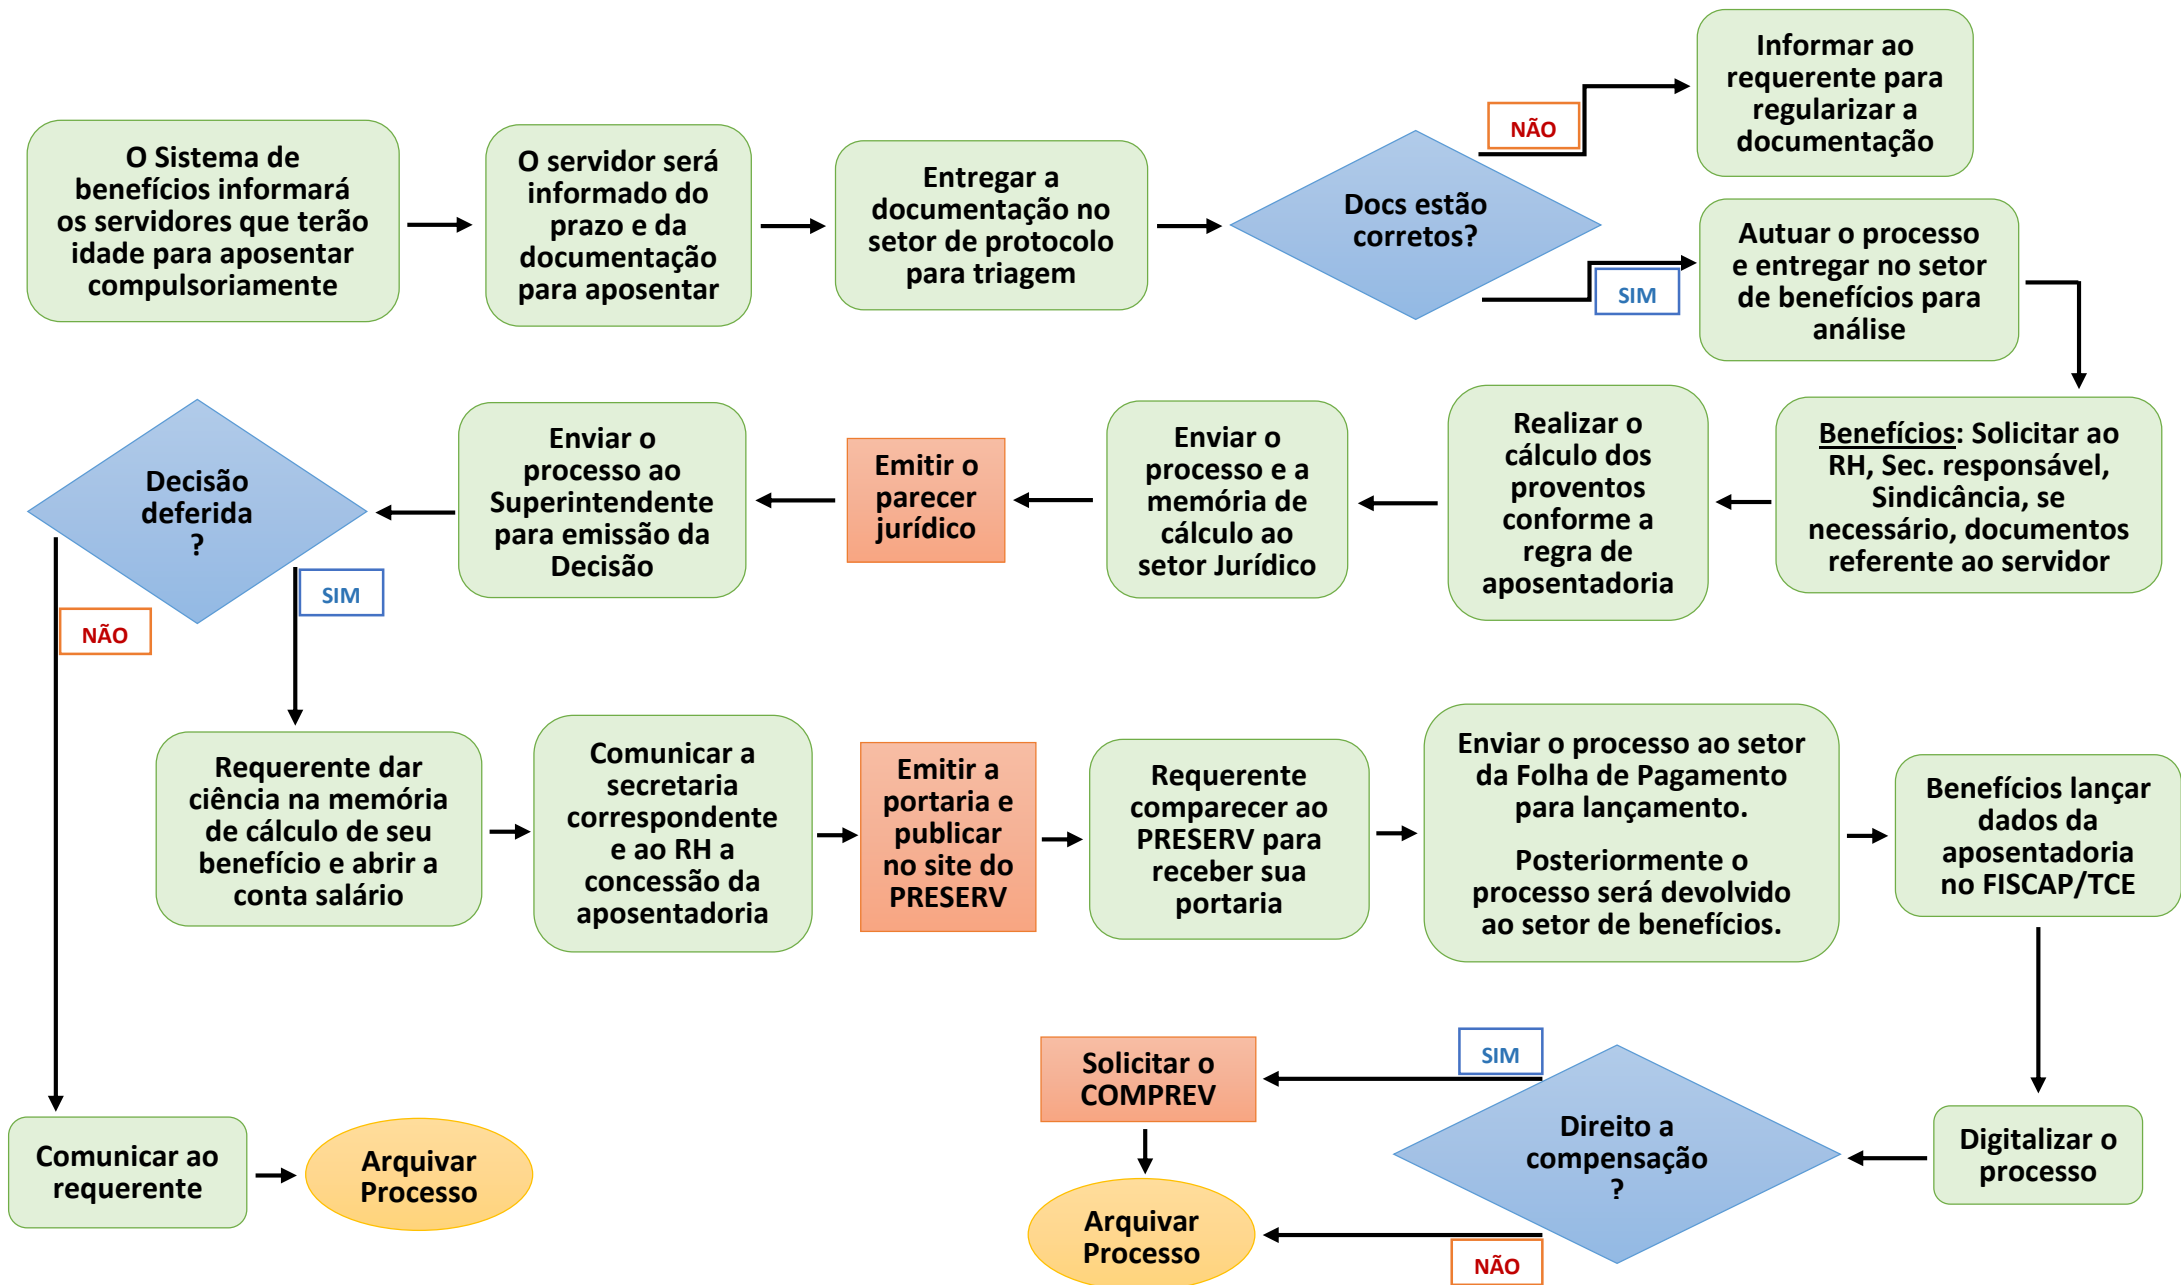 O Sistema de
benefícios informará
os servidores que terão
idade para aposentar
compulsoriamente
O servidor será
informado do
prazo e da
documentação
para aposentar
Entregar a
documentação no
setor de protocolo
para triagem
Docs estão
corretos?
NÃO
Informar ao
requerente para
regularizar a
documentação
SIM
Autuar o processo
e entregar no setor
de benefícios para
análise
Benefícios: Solicitar ao
RH, Sec. responsável,
Sindicância, se
necessário, documentos
referente ao servidor
Realizar o
cálculo dos
proventos
conforme a
regra de
aposentadoria
Enviar o
processo e a
memória de
cálculo ao
setor Jurídico
Emitir o
parecer
jurídico
Enviar o
processo ao
Superintendente
para emissão da
Decisão
Decisão
deferida
?
SIM
NÃO
Requerente dar
ciência na memória
de cálculo de seu
benefício e abrir a
conta salário
Comunicar a
secretaria
correspondente
e ao RH a
concessão da
aposentadoria
Emitir a
portaria e
publicar
no site do
PRESERV
Requerente
comparecer ao
PRESERV para
receber sua
portaria
Enviar o processo ao setor
da Folha de Pagamento
para lançamento.
Posteriormente o
processo será devolvido
ao setor de benefícios.
Benefícios lançar
dados da
aposentadoria
no FISCAP/TCE
Digitalizar o
processo
Direito a
compensação
?
SIM
Solicitar o
COMPREV
NÃO
Arquivar
Processo
Comunicar ao
requerente
Arquivar
Processo